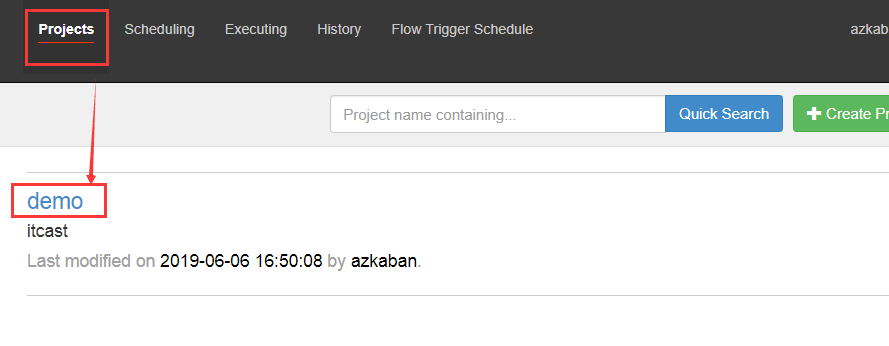 Projects Scheduling Executing History Flow Trigger Schedule azkab
Project name containing... Quick Search Create Pr
demo
itcast
Last modified on 2019-06-06 16:50:08 by azkaban.